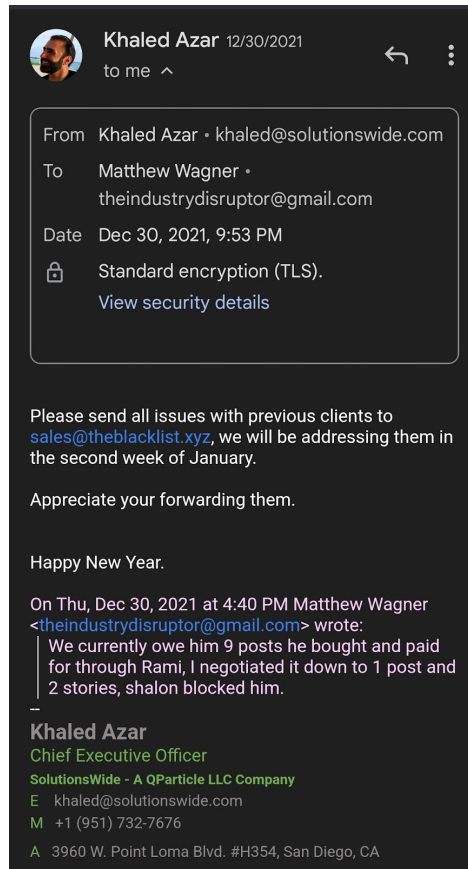 Khaled Azar 12/30/2021
to me
From Khaled Azar • khaled@solutionswide.com
To Matthew Wagner •
theindustrydisruptor@gmail.com
Date Dec 30, 2021, 9:53 PM
Standard encryption (TLS).
View security details
Please send all issues with previous clients to
sales@theblacklist.xyz, we will be addressing them in
the second week of January.
Appreciate your forwarding them.
Happy New Year.
On Thu, Dec 30, 2021 at 4:40 PM Matthew Wagner
<theindustrydisruptor@gmail.com> wrote:
We currently owe him 9 posts he bought and paid
for through Rami, I negotiated it down to 1 post and
2 stories, shalon blocked him.
--
Khaled Azar
Chief Executive Officer
SolutionsWide - A QParticle LLC Company
E khaled@solutionswide.com
M +1 (951) 732-7676
A 3960 W. Point Loma Blvd. #H354, San Diego, CA